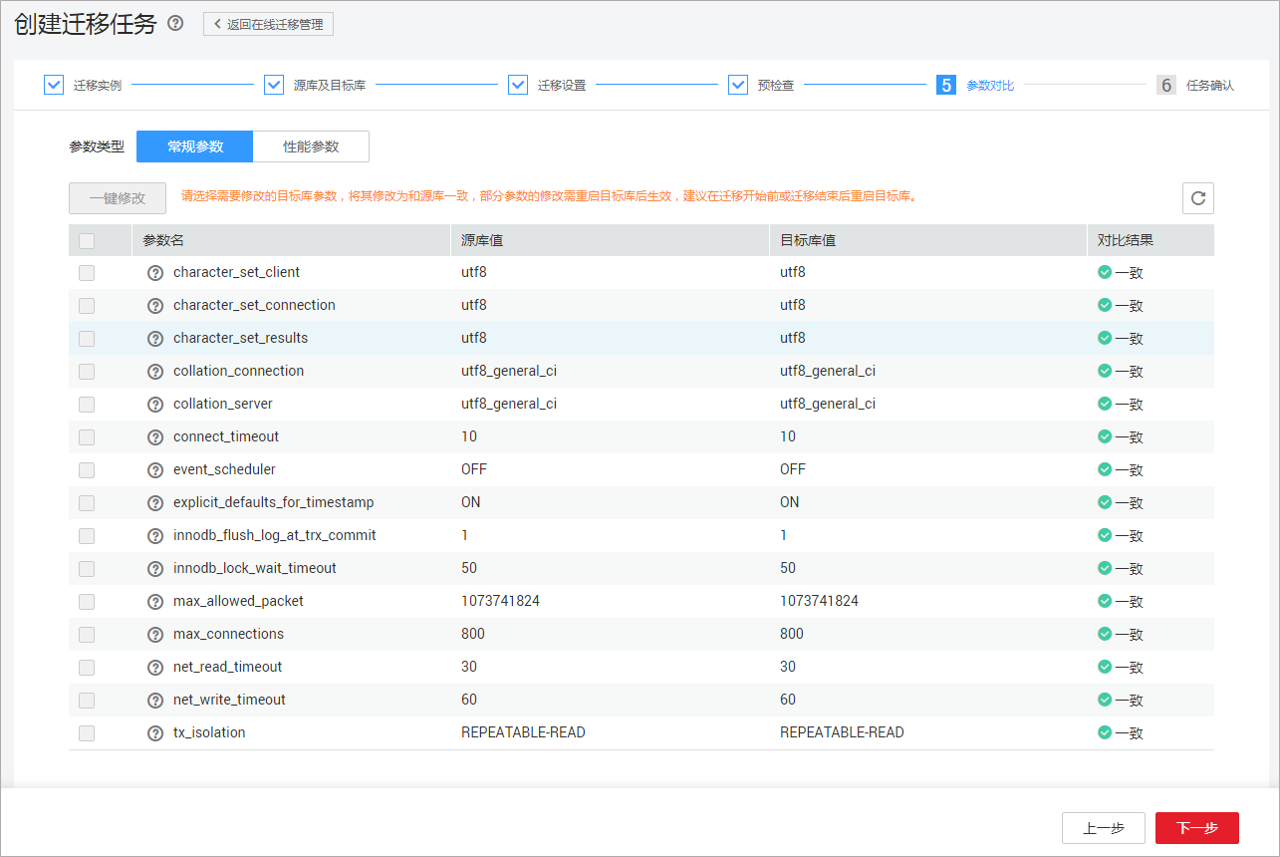 创建迁移任务 ? < 返回在线迁移管理
迁移实例 源库及目标库 迁移设置 预检查 5 参数对比 6 任务确认
参数类型 常规参数 性能参数
一键修改 请选择需要修改的目标库参数，将其修改为和源库一致，部分参数的修改需重启目标库后生效，建议在迁移开始前或迁移结束后重启目标库。
参数名 源库值 目标库值 对比结果
? character_set_client utf8 utf8 一致
? character_set_connection utf8 utf8 一致
? character_set_results utf8 utf8 一致
? collation_connection utf8_general_ci utf8_general_ci 一致
? collation_server utf8_general_ci utf8_general_ci 一致
? connect_timeout 10 10 一致
? event_scheduler OFF OFF 一致
? explicit_defaults_for_timestamp ON ON 一致
? innodb_flush_log_at_trx_commit 1 1 一致
? innodb_lock_wait_timeout 50 50 一致
? max_allowed_packet 1073741824 1073741824 一致
? max_connections 800 800 一致
? net_read_timeout 30 30 一致
? net_write_timeout 60 60 一致
? tx_isolation REPEATABLE-READ REPEATABLE-READ 一致
上一步 下一步